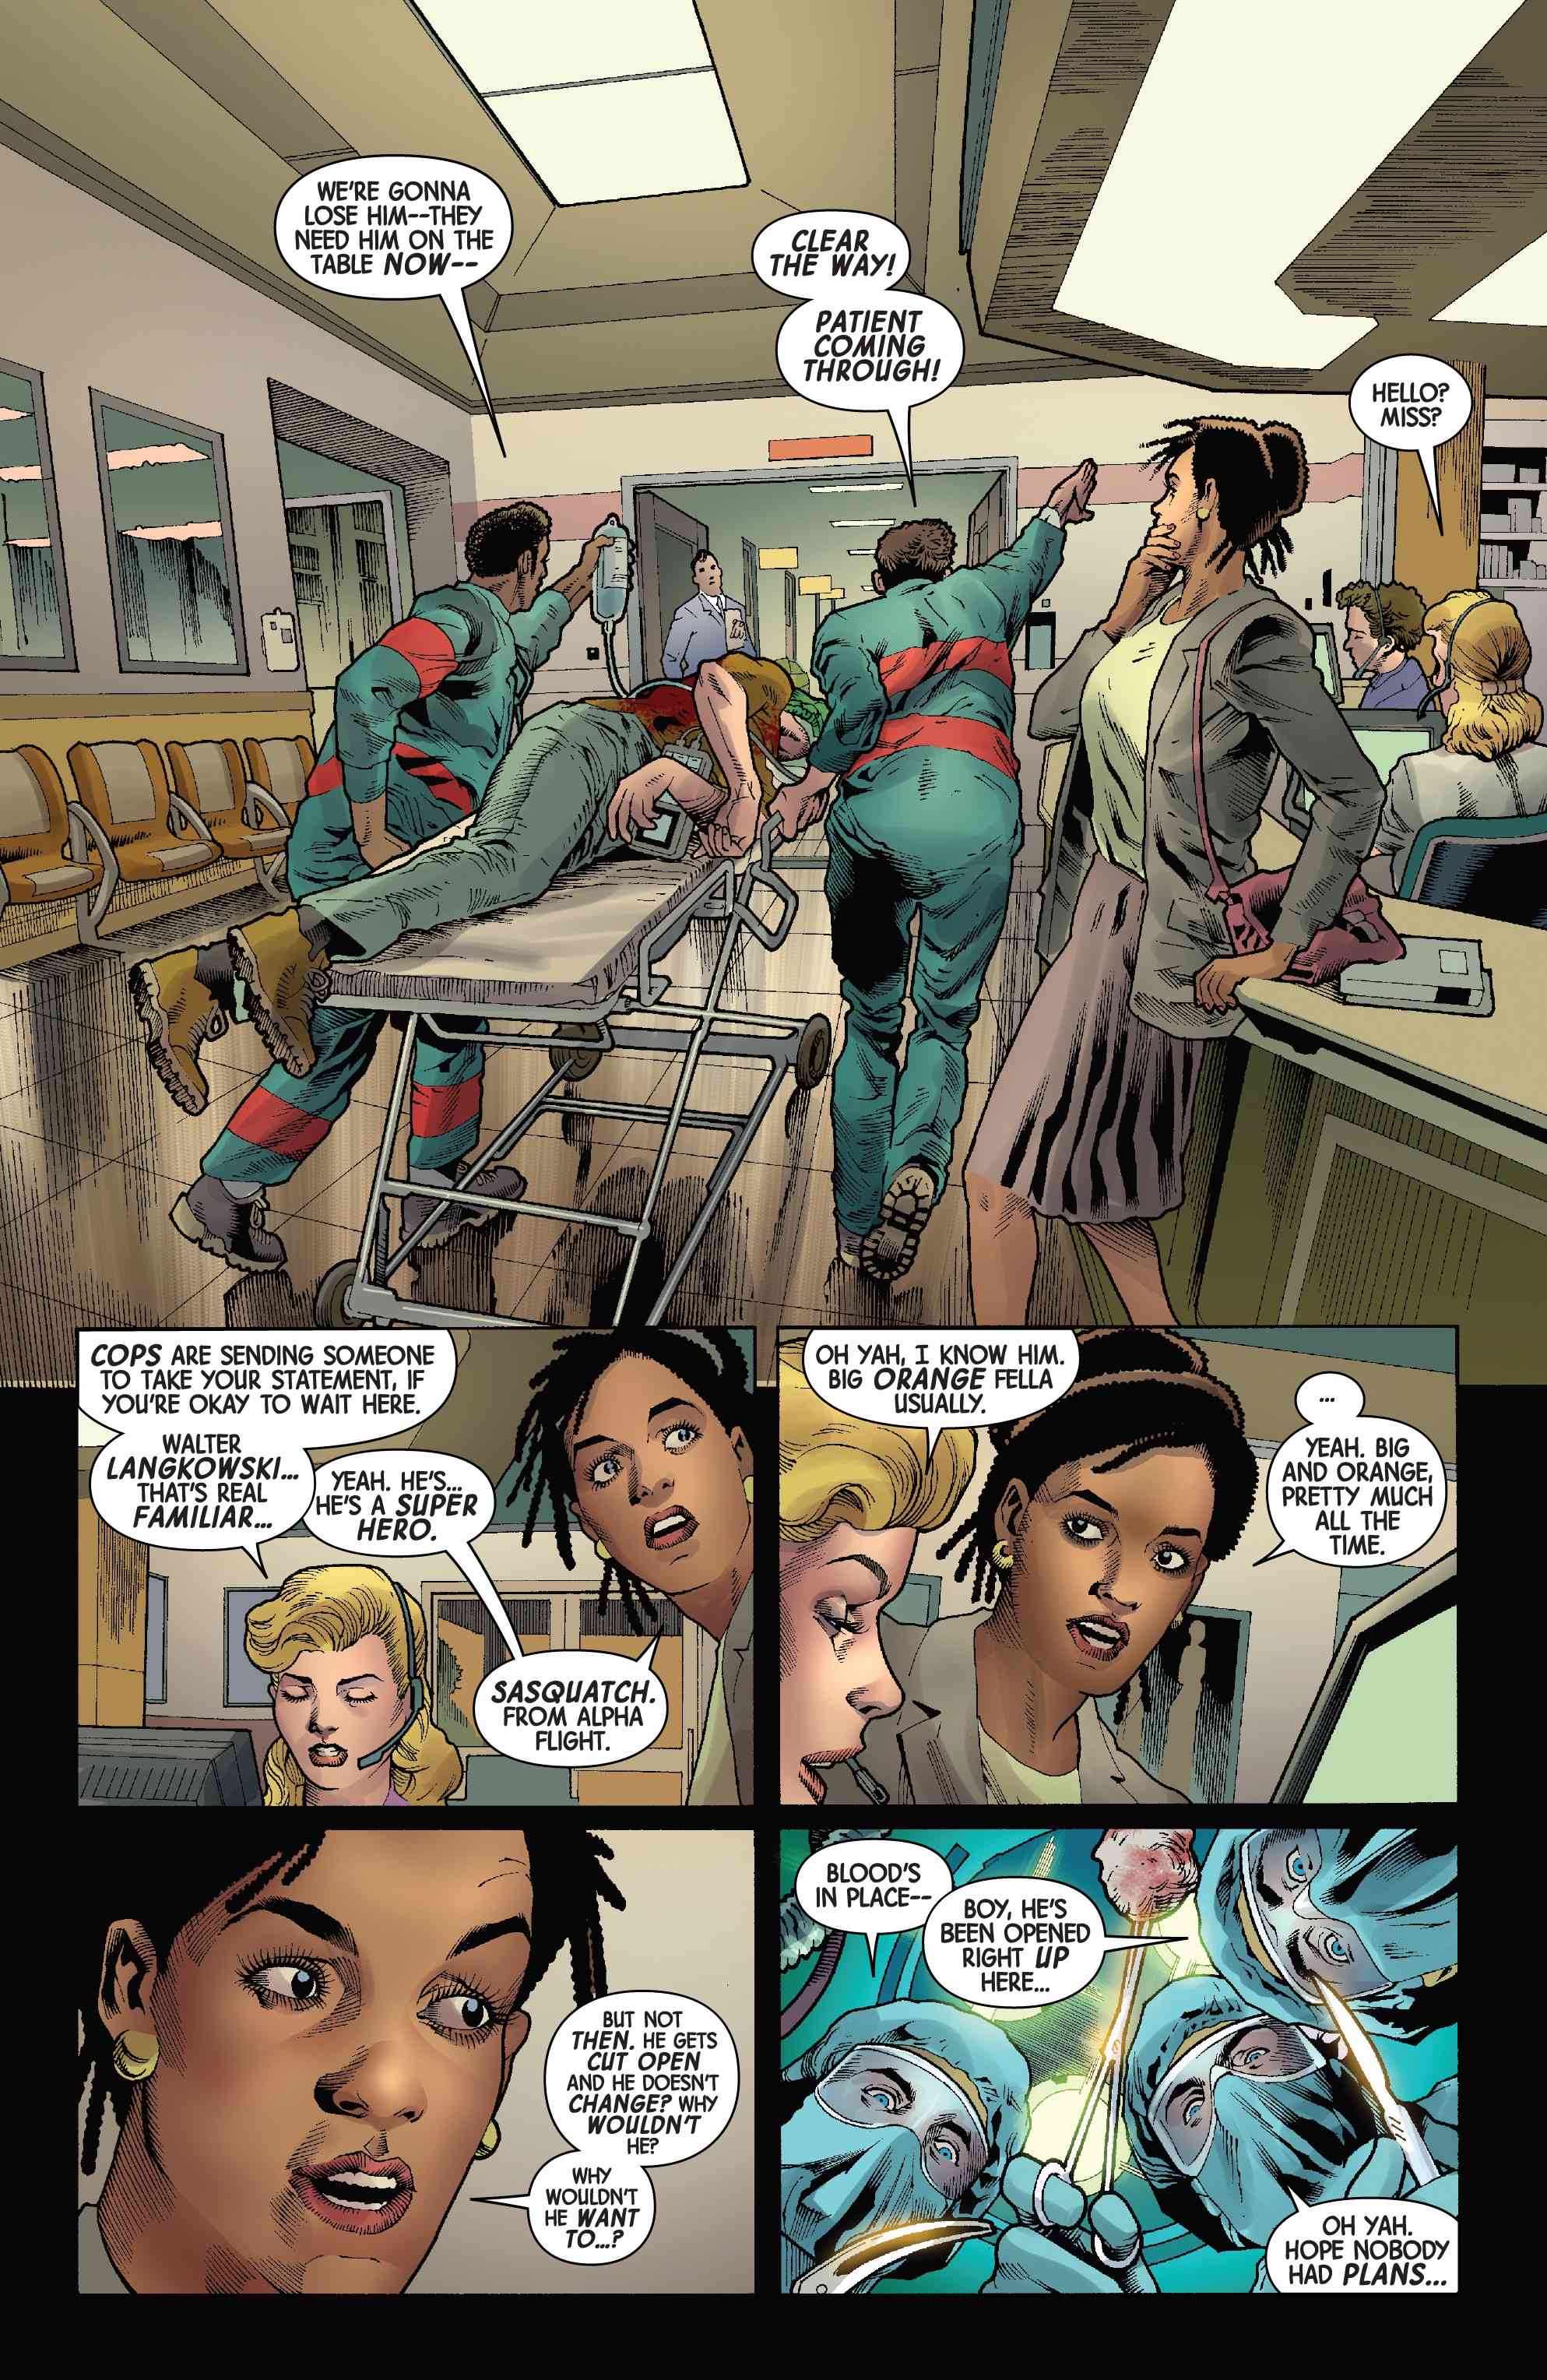 WE'RE GONNA
LOSE HIM--THEY
NEED HIM ON THE
TABLE NOW--
CLEAR
THE WAY!
PATIENT
COMING
THROUGH!
HELLO?
MISS?
COPS ARE SENDING SOMEONE
TO TAKE YOUR STATEMENT, IF
YOU'RE OKAY TO WAIT HERE.
WALTER
LANGKOWSKI...
THAT'S REAL
FAMILIAR...
YEAH. HE'S...
HE'S A SUPER
HERO.
SASQUATCH.
FROM ALPHA
FLIGHT.
OH YAH, I KNOW HIM.
BIG ORANGE FELLA
USUALLY.
...
YEAH. BIG
AND ORANGE,
PRETTY MUCH
ALL THE
TIME.
BUT NOT
THEN. HE GETS
CUT OPEN
AND HE DOESN'T
CHANGE? WHY
WOULDN'T
HE?
WHY
WOULDN'T
HE WANT
TO...?
BLOOD'S
IN PLACE--
BOY, HE'S
BEEN OPENED
RIGHT UP
HERE...
OH YAH.
HOPE NOBODY
HAD PLANS...